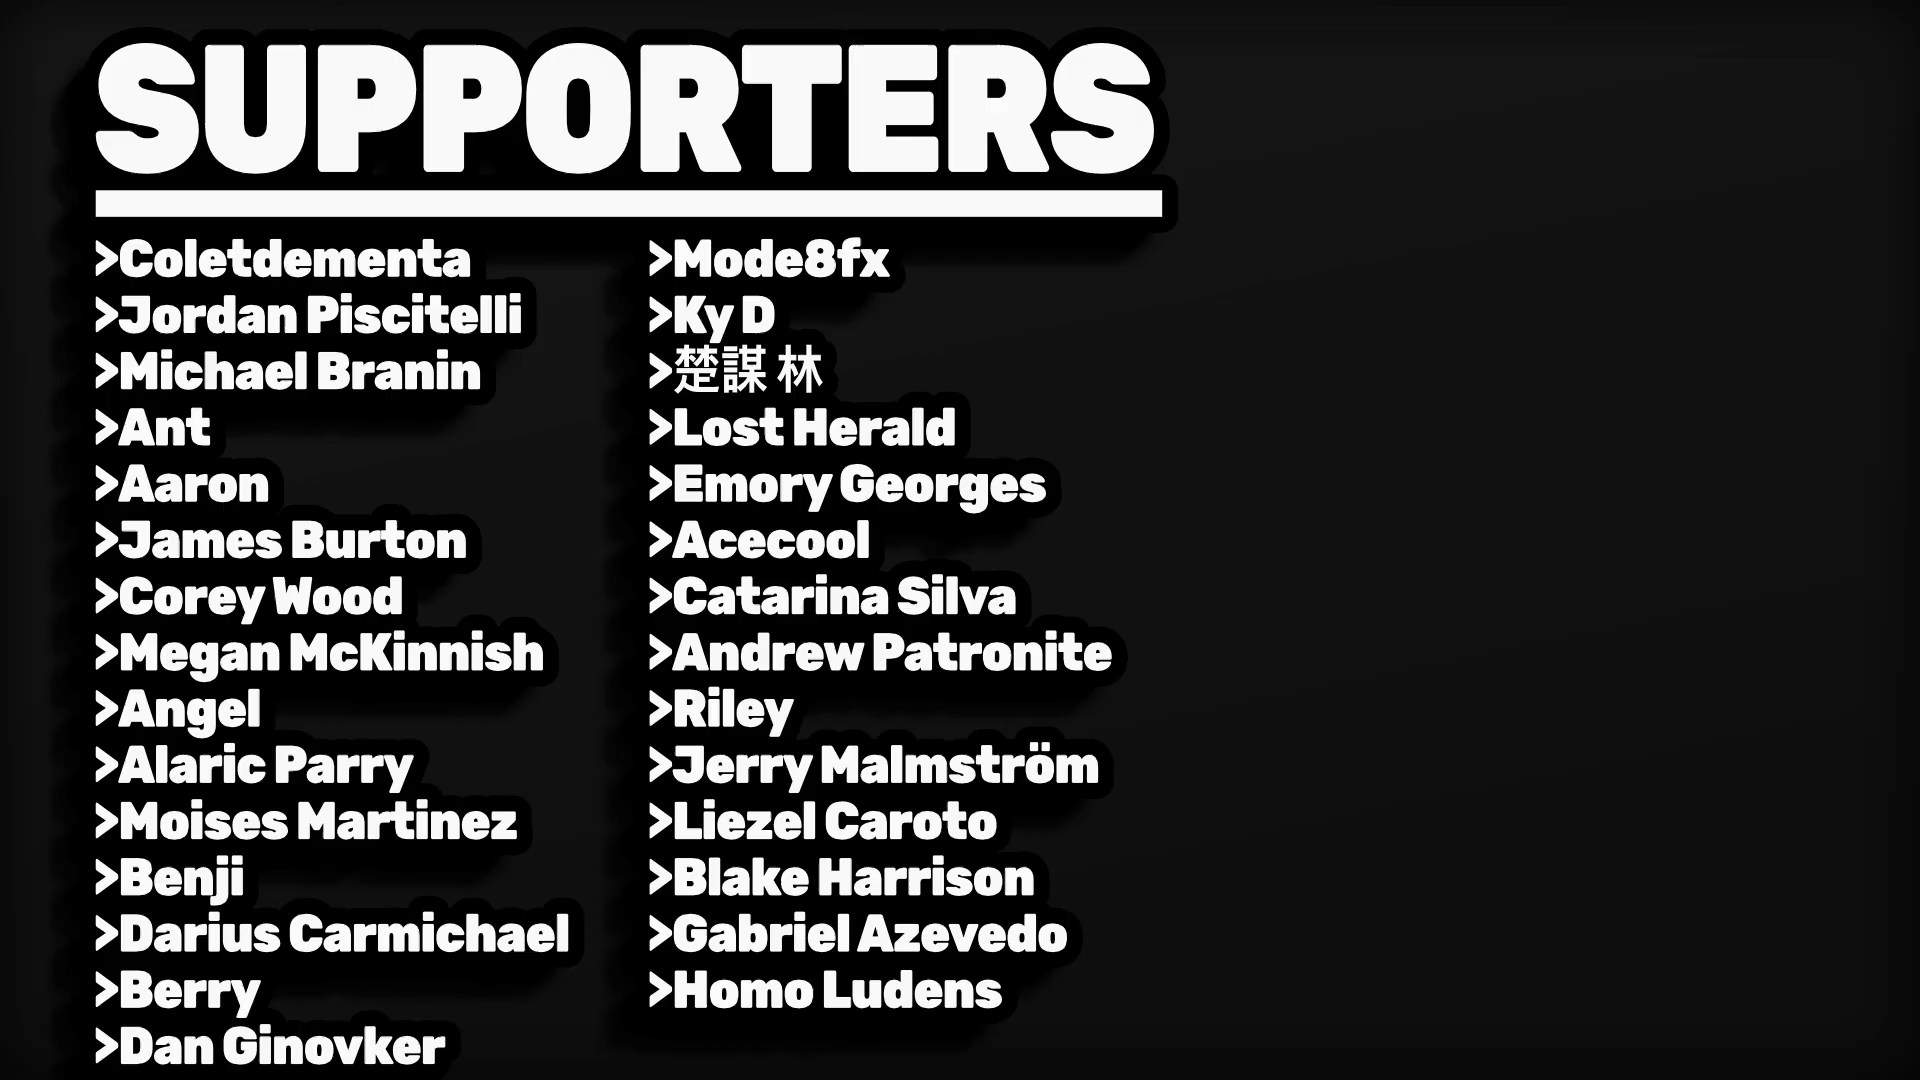 SUPPORTERS
>Coletdementa
>Jordan Piscitelli
>Michael Branin
>Ant
>Aaron
>James Burton
>Corey Wood
>Megan McKinnish
>Angel
>Alaric Parry
>Moises Martinez
>Benji
>Darius Carmichael
>Berry
>Dan Ginovker
>Mode8fx
>Ky D
>楚謀 林
>Lost Herald
>Emory Georges
>Acecool
>Catarina Silva
>Andrew Patronite
>Riley
>Jerry Malmström
>Liezel Caroto
>Blake Harrison
>Gabriel Azevedo
>Homo Ludens